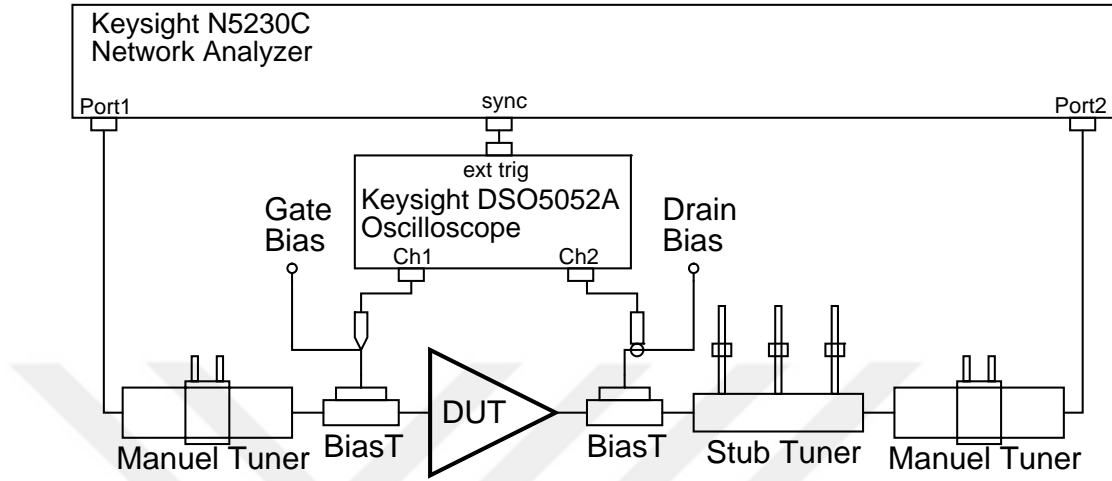 Keysight N5230C
Network Analyzer
Port1
sync
Port2
ext trig
Keysight DSO5052A
Oscilloscope
Ch1
Ch2
Gate
Bias
Drain
Bias
DUT
Manuel Tuner
BiasT
BiasT
Stub Tuner
Manuel Tuner